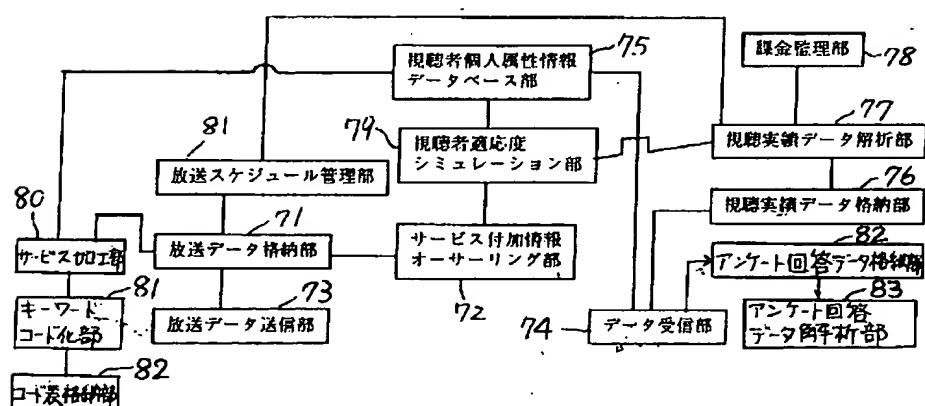 75
視聴者個人属性情報
データベース部
課金監理部
78
79
77
視聴者適応度
シミュレーション部
視聴実績データ解析部
81
放送スケジュール管理部
76
視聴実績データ格納部
80
71
サービス加工部
放送データ格納部
サービス付加情報
オーサーリング部
72
82
アンケート回答データ格納部
81
キーワード
コード化部
73
放送データ送信部
74
データ受信部
83
アンケート回答
データ解析部
82
コード表格納部